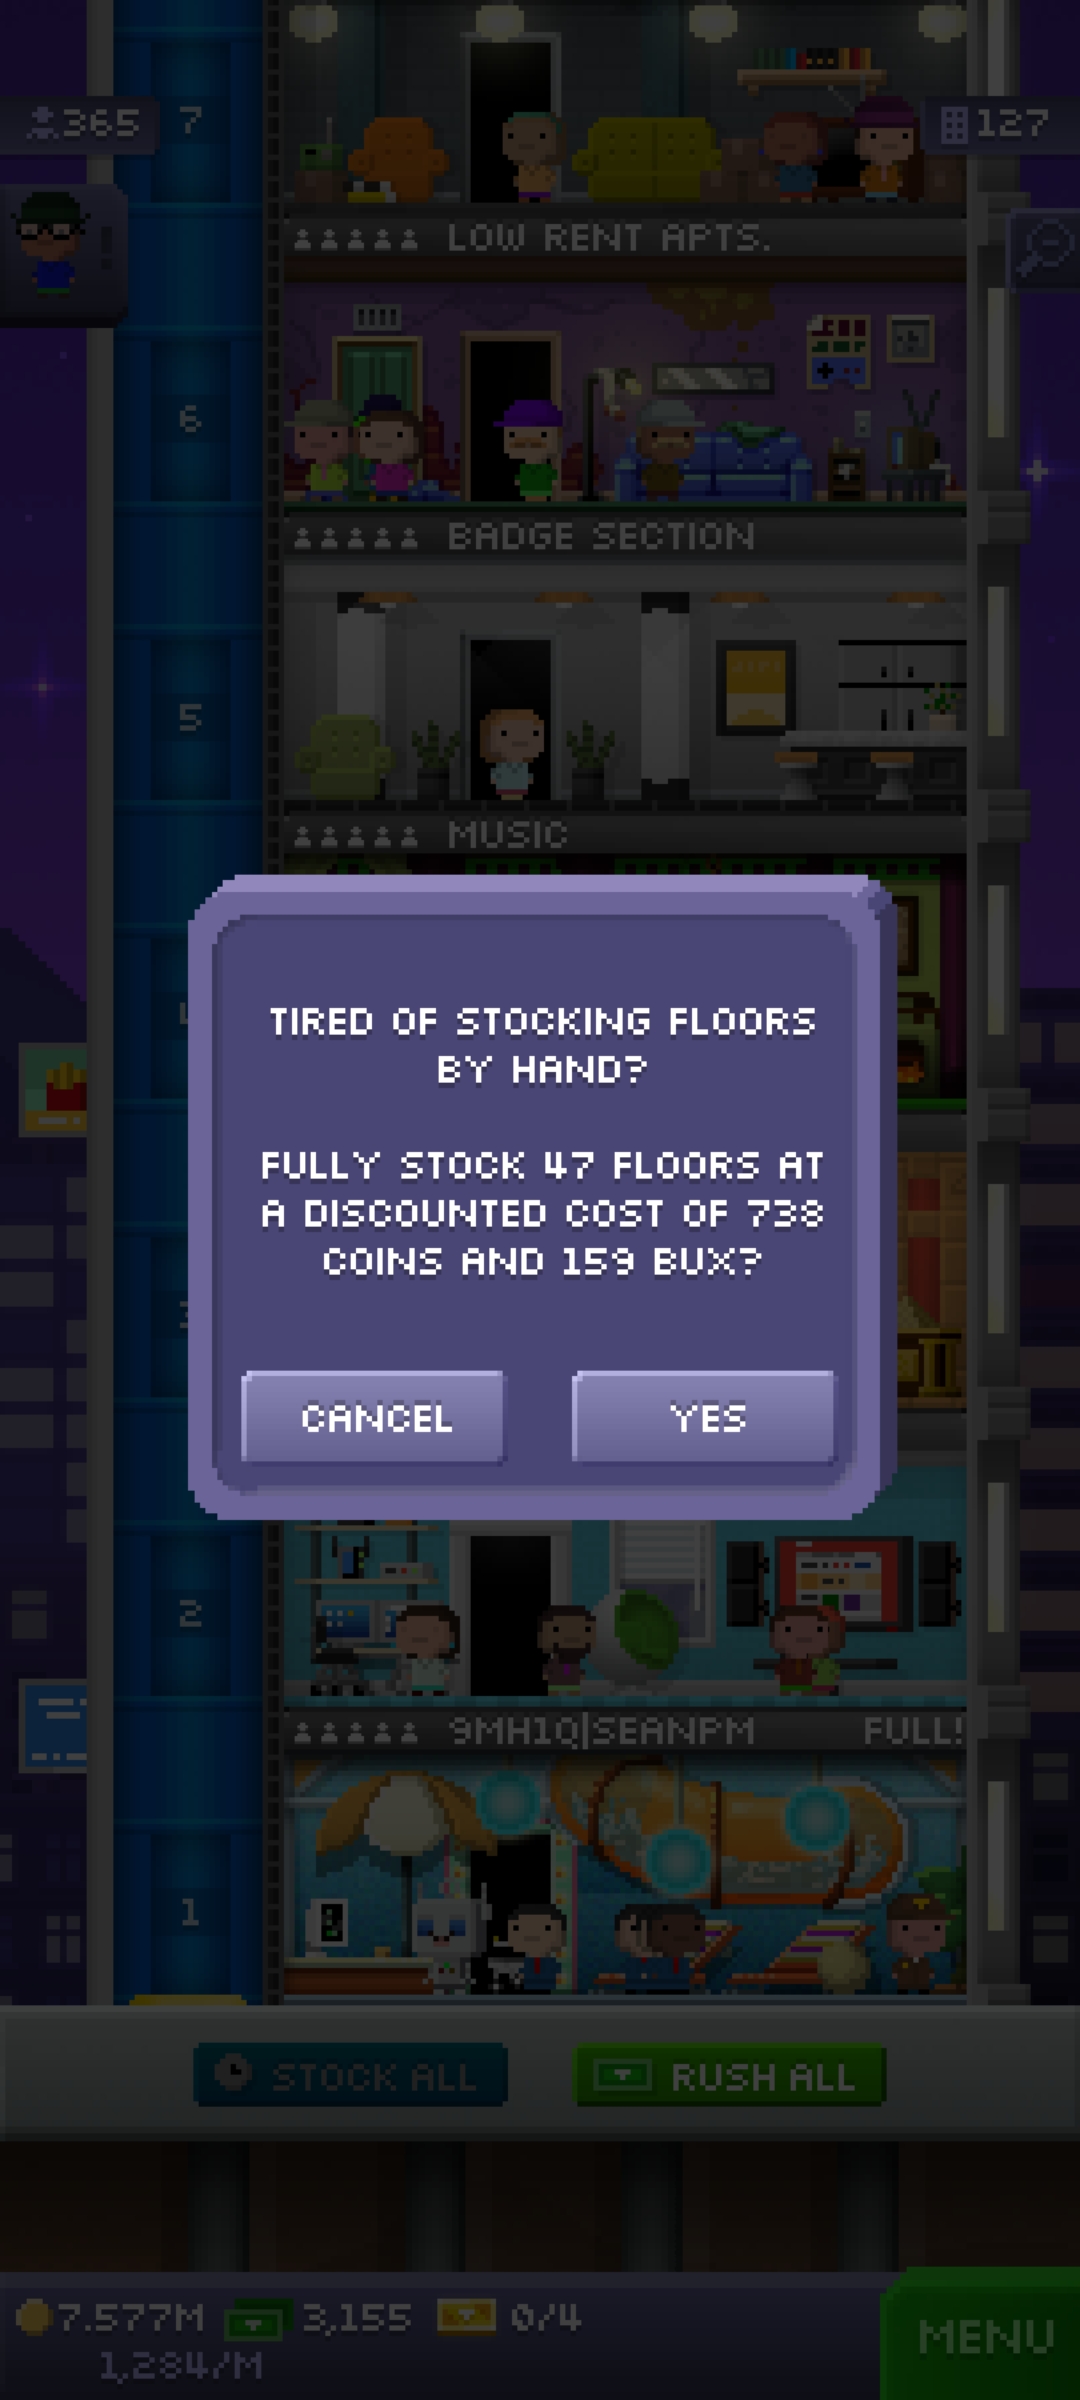 365
7
127
LOW RENT APTS.
6
BADGE SECTION
5
MUSIC
TIRED OF STOCKING FLOORS
BY HAND?
FULLY STOCK 47 FLOORS AT
A DISCOUNTED COST OF 738
COINS AND 159 BUX?
CANCEL
YES
2
9MH1Q|SEANPM
FULL!
1
STOCK ALL
RUSH ALL
7.577M
3,155
0/4
1,284/M
MENU